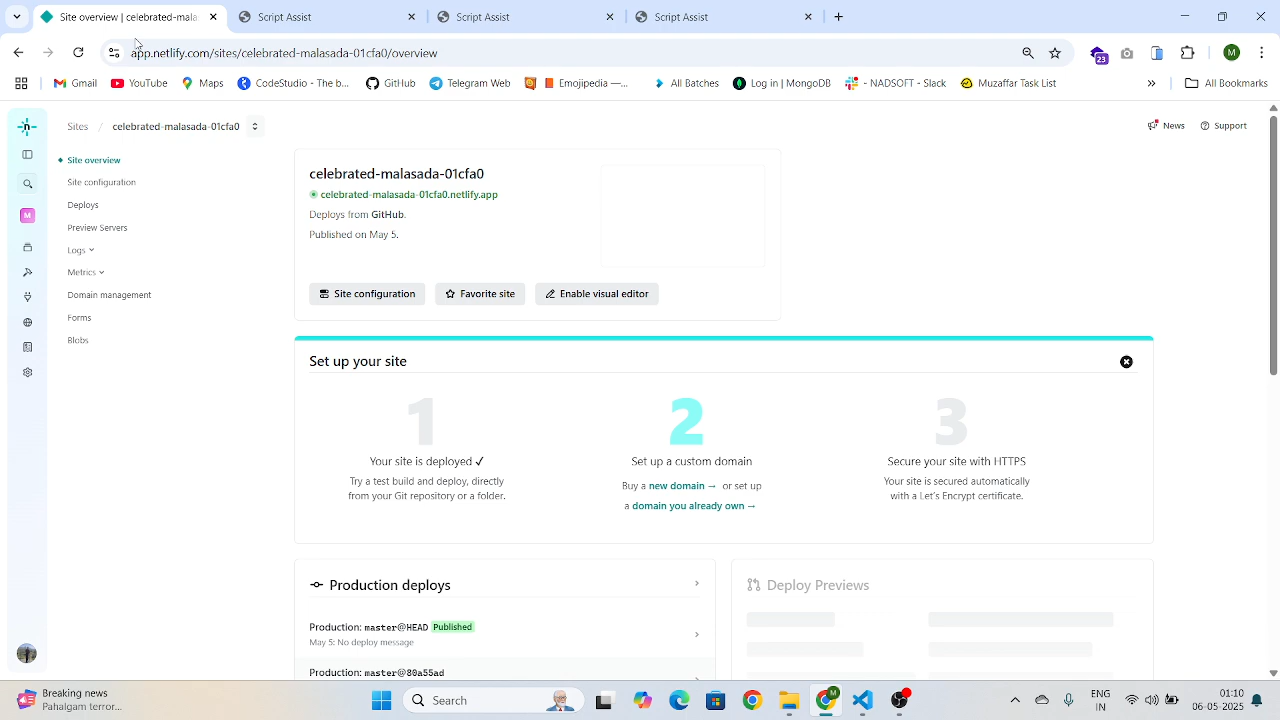 Site overview | celebrated-mala
Script Assist
Script Assist
Script Assist
app.netlify.com/sites/celebrated-malasada-01cfa0/overview
23
M
Gmail
YouTube
Maps
CodeStudio - The b...
GitHub
Telegram Web
Emojipedia —...
All Batches
Log in | MongoDB
- NADSOFT - Slack
Muzaffar Task List
»
All Bookmarks
Sites / celebrated-malasada-01cfa0
News
Support
n
M
Site overview
Site configuration
Deploys
Preview Servers
Logs
Metrics
Domain management
Forms
Blobs
celebrated-malasada-01cfa0
celebrated-malasada-01cfa0.netlify.app
Deploys from GitHub.
Published on May 5.
Site configuration
Favorite site
Enable visual editor
Set up your site
1
Your site is deployed ✓
Try a test build and deploy, directly
from your Git repository or a folder.
2
Set up a custom domain
Buy a new domain → or set up
a domain you already own →
3
Secure your site with HTTPS
Your site is secured automatically
with a Let's Encrypt certificate.
Production deploys
Production: master@HEAD Published
May 5: No deploy message
Production: master@80a55ad
Deploy Previews
Breaking news
Pahalgam terror...
Search
M
ENG
IN
01:10
06-05-2025